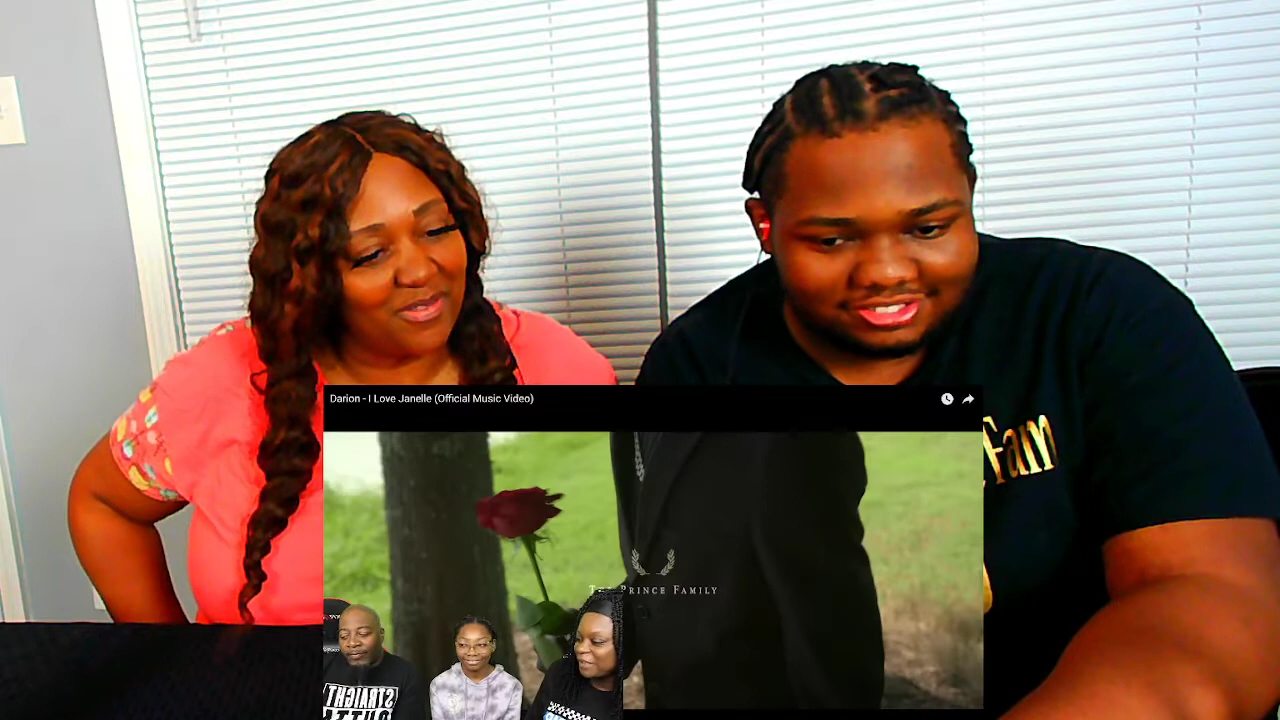 Darion - I Love Janelle (Official Music Video)
Fam
The Prince Family
STRAIGHT